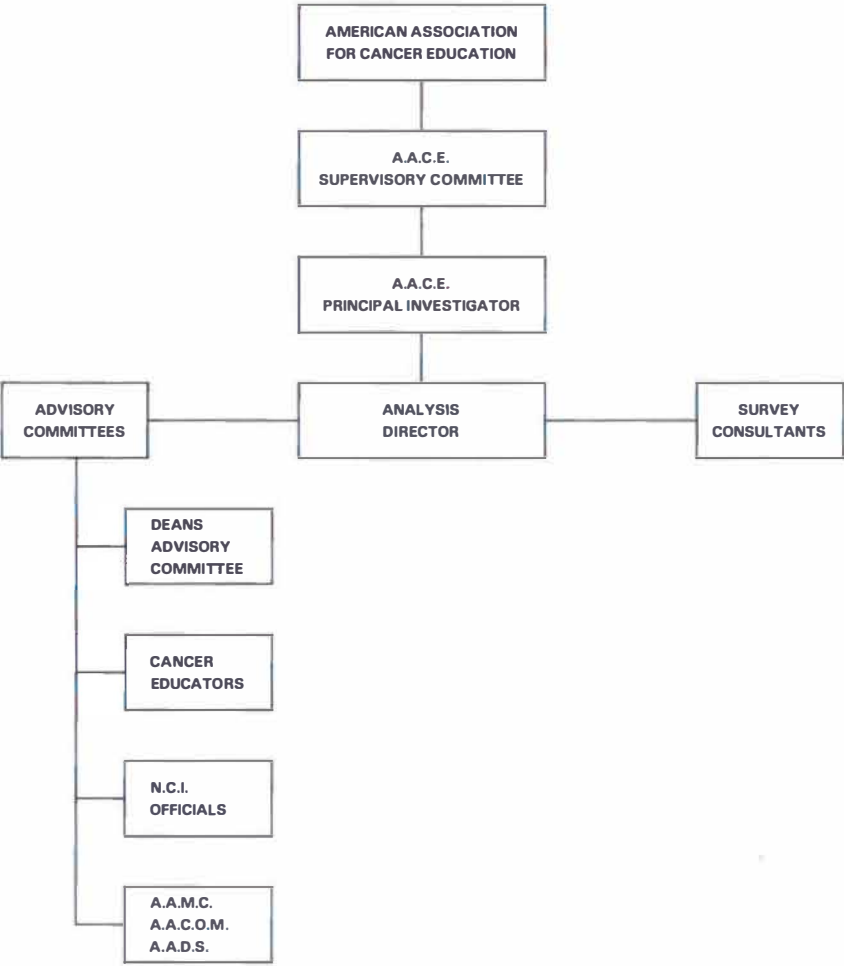 AMERICAN ASSOCIATION
FOR CANCER EDUCATION
A.A.C.E.
SUPERVISORY COMMITTEE
A.A.C.E.
PRINCIPAL INVESTIGATOR
ADVISORY
COMMITTEES
ANALYSIS
DIRECTOR
SURVEY
CONSULTANTS
DEANS
ADVISORY
COMMITTEE
CANCER
EDUCATORS
N.C.I.
OFFICIALS
A.A.M.C.
A.A.C.O.M.
A.A.D.S.